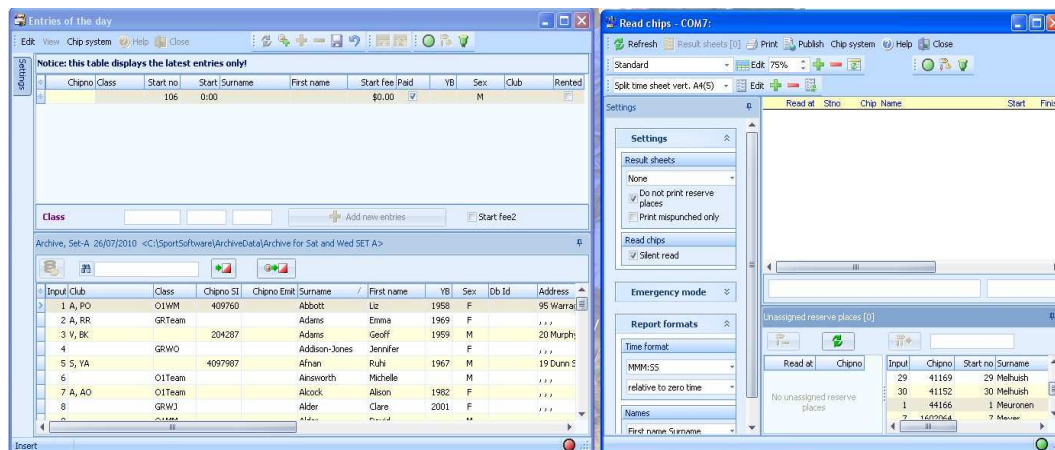 Entries of the day
Edit View Chip system Help Close
Settings
Notice: this table displays the latest entries only!
Chipno Class Start no Start Surname First name Start fee Paid YB Sex Club Rented
106 0:00 $0.00 M
Class Add new entries Start fee2
Archive, Set-A 26/07/2010 <C:\SportSoftware\ArchiveData\Archive for Sat and Wed SET A>
Input Club Class Chipno SI Chipno Emit Surname / First name YB Sex Db Id Address
1 A, PO O1WM 409760 Abbott Liz 1958 F 95 Warrac
2 A, RR GRTeam Adams Emma 1969 F , , ,
3 V, BK 204287 Adams Geoff 1959 M 20 Murphy
4 GRWO Addison-Jones Jennifer F , , ,
5 S, YA 4097987 Afnan Ruhi 1967 M 19 Dunn S
6 O1Team Ainsworth Michelle M , , ,
7 A, AO O1Team Alcock Alison 1982 F , , ,
8 GRWJ Alder Clare 2001 F , , ,
Insert
Read chips - COM7:
Refresh Result sheets [0] Print Publish Chip system Help Close
Standard Edit 75%
Split time sheet vert. A4(5) Edit
Settings
Read at Stno Chip Name Start Finis
Settings
Result sheets
None
Do not print reserve
places
Print mispunched only
Read chips
Silent read
Emergency mode
Report formats
Time format
MMM:SS
relative to zero time
Names
First name Surname
Unassigned reserve places [0]
Read at Chipno
No unassigned reserve
places
Input Chipno Start no Surname
29 41169 29 Melhuish
30 41152 30 Melhuish
1 44166 1 Meuronen
7 1602064 7 Meyer